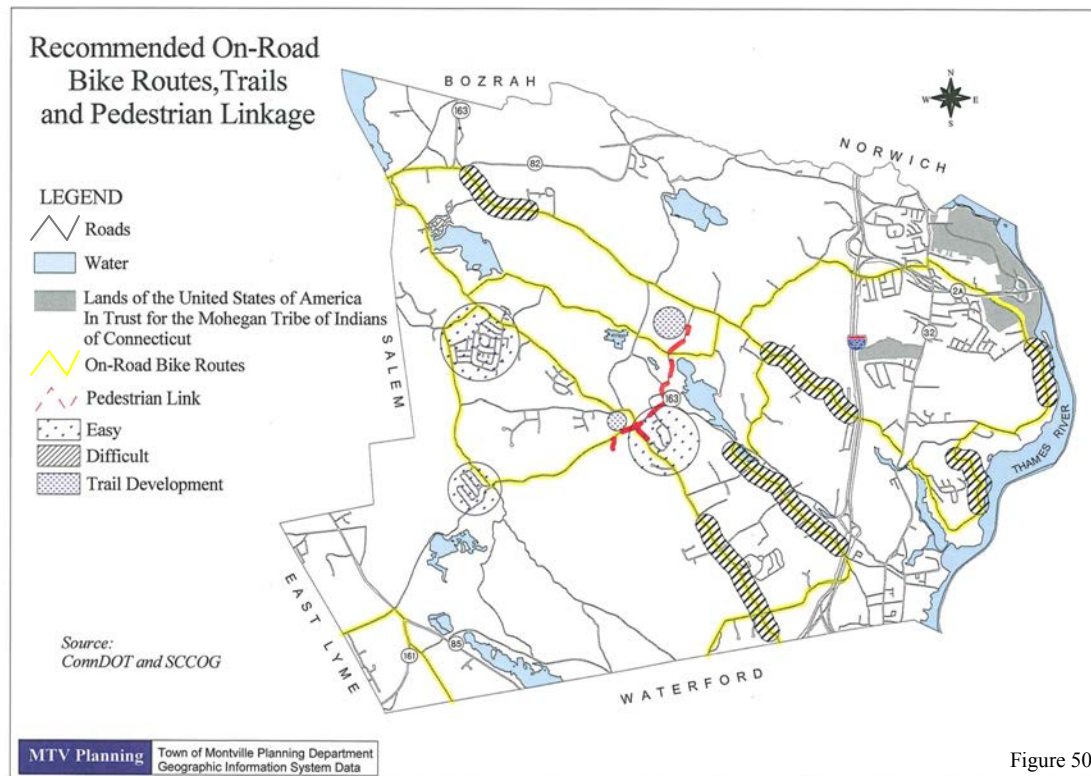 Recommended On-Road
Bike Routes,Trails
and Pedestrian Linkage
LEGEND
Roads
Water
Lands of the United States of America
In Trust for the Mohegan Tribe of Indians
of Connecticut
On-Road Bike Routes
Pedestrian Link
Easy
Difficult
Trail Development
Source:
ConnDOT and SCCOG
BOZRAH
N
W E
S
NORWICH
163
82
2A
32
SALEM
163
THAMES RIVER
EAST LYME
85
161
WATERFORD
MTV Planning
Town of Montville Planning Department
Geographic Information System Data
Figure 50